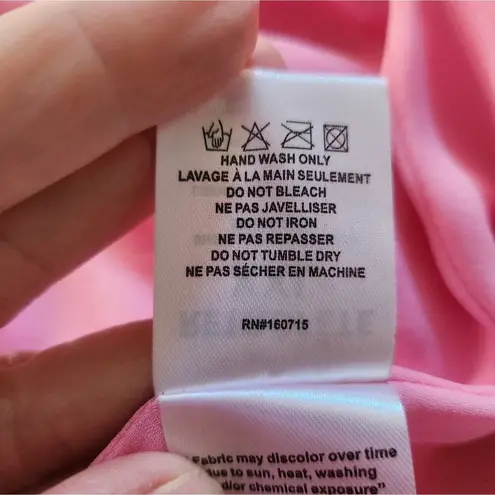 HAND WASH ONLY
LAVAGE À LA MAIN SEULEMENT
DO NOT BLEACH
NE PAS JAVELLISER
DO NOT IRON
NE PAS REPASSER
DO NOT TUMBLE DRY
NE PAS SÉCHER EN MACHINE
RN#160715
Fabric may discolor over time
due to sun, heat, washing
and/or chemical exposure*